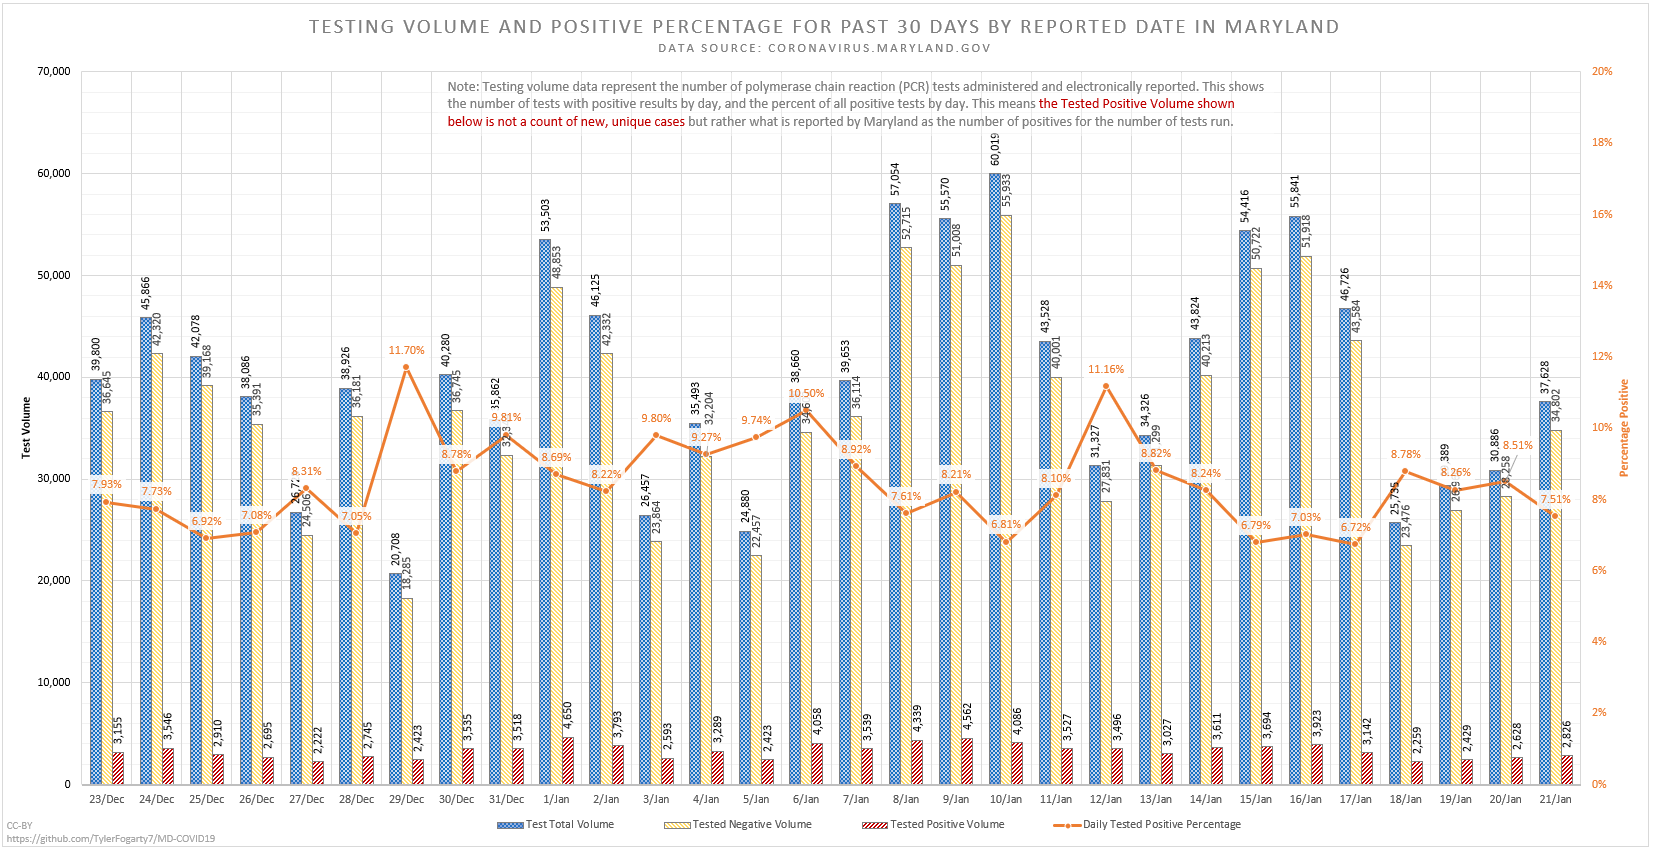 TESTING VOLUME AND POSITIVE PERCENTAGE FOR PAST 30 DAYS BY REPORTED DATE IN MARYLAND
DATA SOURCE: CORONAVIRUS.MARYLAND.GOV
Note: Testing volume data represent the number of polymerase chain reaction (PCR) tests administered and electronically reported. This shows
the number of tests with positive results by day, and the percent of all positive tests by day. This means the Tested Positive Volume shown
below is not a count of new, unique cases but rather what is reported by Maryland as the number of positives for the number of tests run.
Test Volume
70,000
60,000
50,000
40,000
30,000
20,000
10,000
0
Percentage Positive
20%
18%
16%
14%
12%
10%
8%
6%
4%
2%
0%
39,800 36,645 7.93% 3,155
45,866 42,320 7.73% 3,546
42,078 39,168 6.92% 2,910
38,086 35,391 7.08% 2,695
24,506 8.31% 2,222
38,926 36,181 7.05% 2,745
20,708 18,285 11.70% 2,423
40,280 36,745 8.78% 3,535
35,862 9.81% 3,518
53,503 48,853 8.69% 4,650
46,125 42,332 8.22% 3,793
26,457 23,864 9.80% 2,593
35,493 32,204 9.27% 3,289
24,880 22,457 9.74% 2,423
38,660 10.50% 4,058
39,653 36,114 8.92% 3,539
57,054 52,715 7.61% 4,339
55,570 51,008 8.21% 4,562
60,019 55,933 6.81% 4,086
43,528 40,001 8.10% 3,527
31,327 27,831 11.16% 3,496
34,326 8.82% 3,027
43,824 40,213 8.24% 3,611
54,416 50,722 6.79% 3,694
55,841 51,918 7.03% 3,923
46,726 43,584 6.72% 3,142
25,735 23,476 8.78% 2,259
8.26% 2,429
30,886 28,258 8.51% 2,628
37,628 34,802 7.51% 2,826
23/Dec 24/Dec 25/Dec 26/Dec 27/Dec 28/Dec 29/Dec 30/Dec 31/Dec 1/Jan 2/Jan 3/Jan 4/Jan 5/Jan 6/Jan 7/Jan 8/Jan 9/Jan 10/Jan 11/Jan 12/Jan 13/Jan 14/Jan 15/Jan 16/Jan 17/Jan 18/Jan 19/Jan 20/Jan 21/Jan
Test Total Volume Tested Negative Volume Tested Positive Volume Daily Tested Positive Percentage
CC-BY
https://github.com/TylerFogarty7/MD-COVID19